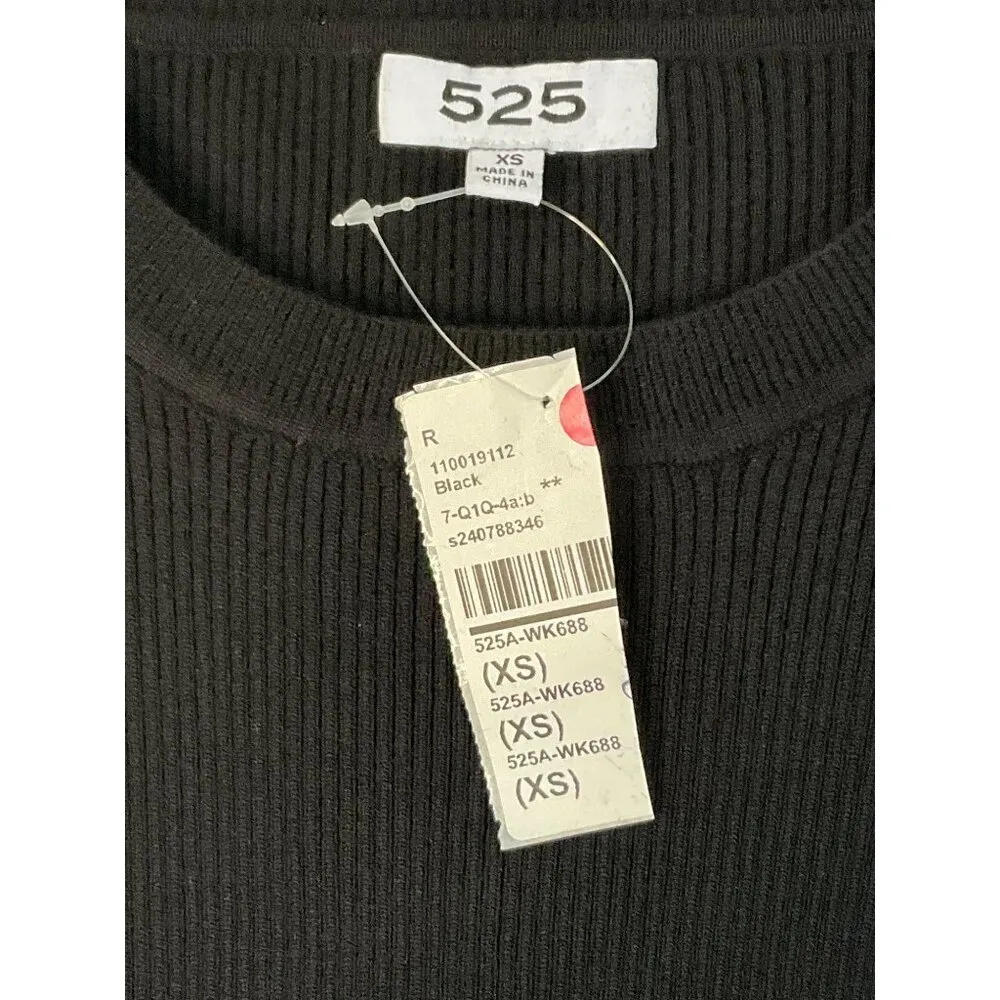 525
XS
MADE IN
CHINA
R
110019112
Black
7-Q1Q-4a:b **
s240788346
525A-WK688
(XS)
525A-WK688
(XS)
525A-WK688
(XS)